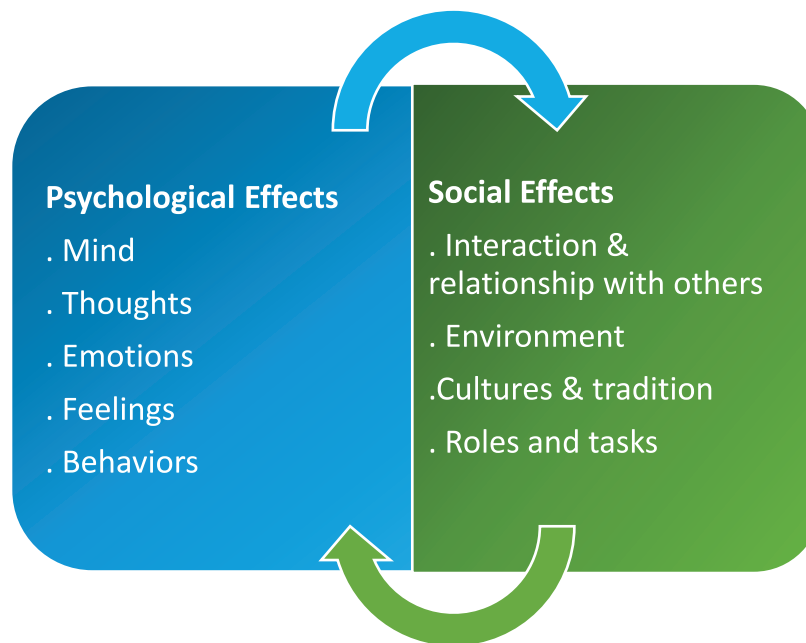 Psychological Effects
. Mind
. Thoughts
. Emotions
. Feelings
. Behaviors
Social Effects
. Interaction &
relationship with others
. Environment
.Cultures & tradition
. Roles and tasks